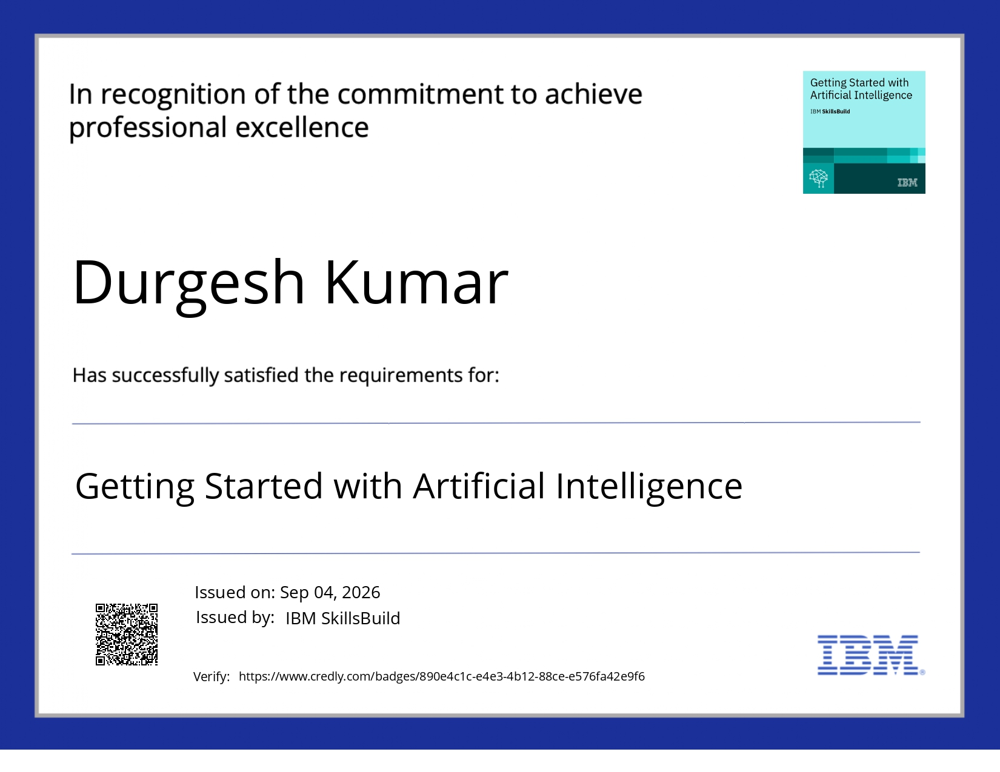 In recognition of the commitment to achieve
professional excellence
Getting Started with
Artificial Intelligence
IBM SkillsBuild
IBM
Durgesh Kumar
Has successfully satisfied the requirements for:
Getting Started with Artificial Intelligence
Issued on: Sep 04, 2026
Issued by: IBM SkillsBuild
Verify: https://www.credly.com/badges/890e4c1c-e4e3-4b12-88ce-e576fa42e9f6
IBM®